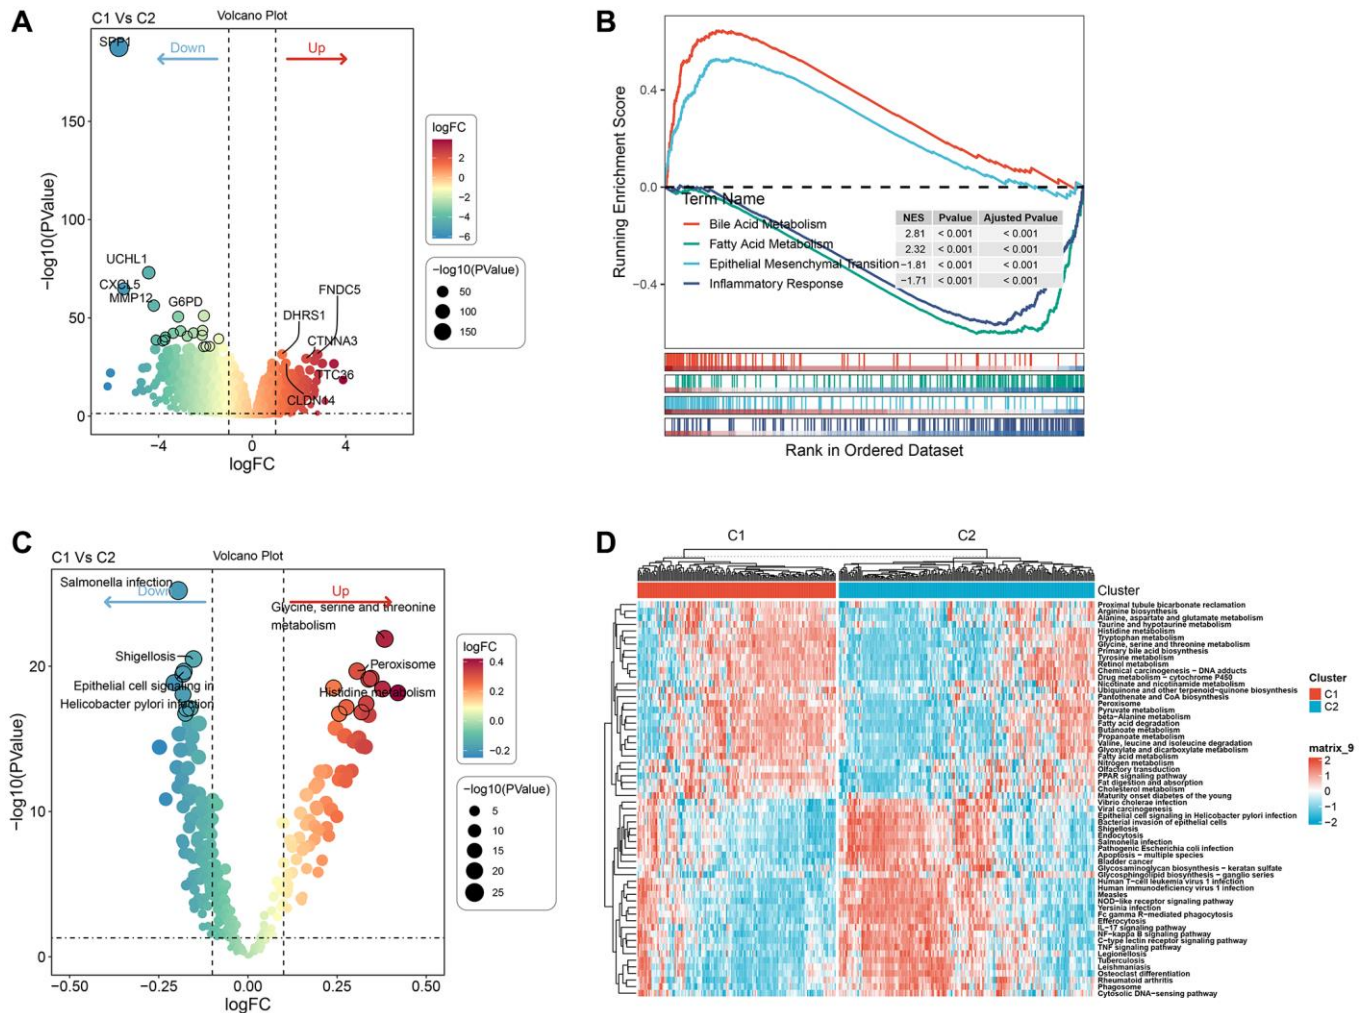 A
C1 Vs C2
Volcano Plot
SPP1
Down
Up
UCHL1
CXCL5
MMP12
G6PD
FNDC5
DHRS1
CTNNA3
TTC36
CLDN14
150
100
50
0
−4
0
4
−log10(PValue)
logFC
logFC
2
0
−2
−4
−6
−log10(PValue)
50
100
150
B
Running Enrichment Score
0.4
0.0
−0.4
Term Name
Bile Acid Metabolism
Fatty Acid Metabolism
Epithelial Mesenchymal Transition
Inflammatory Response
NES Pvalue Ajusted Pvalue
2.81 < 0.001 < 0.001
2.32 < 0.001 < 0.001
−1.81 < 0.001 < 0.001
−1.71 < 0.001 < 0.001
Rank in Ordered Dataset
C
C1 Vs C2
Volcano Plot
Salmonella infection
Down
Up
Glycine, serine and threonine
metabolism
Shigellosis
Peroxisome
Epithelial cell signaling in
Helicobacter pylori infection
Histidine metabolism
20
10
0
−0.50
−0.25
0.00
0.25
0.50
−log10(PValue)
logFC
logFC
0.4
0.2
0.0
−0.2
−log10(PValue)
5
10
15
20
25
D
C1
C2
Cluster
Proximal tubule bicarbonate reclamation
Arginine biosynthesis
Alanine, aspartate and glutamate metabolism
Taurine and hypotaurine metabolism
Histidine metabolism
Tryptophan metabolism
Glycine, serine and threonine metabolism
Primary bile acid biosynthesis
Tyrosine metabolism
Retinol metabolism
Chemical carcinogenesis − DNA adducts
Drug metabolism − cytochrome P450
Nicotinate and nicotinamide metabolism
Ubiquinone and other terpenoid−quinone biosynthesis
Pantothenate and CoA biosynthesis
Peroxisome
Pyruvate metabolism
beta−Alanine metabolism
Fatty acid degradation
Butanoate metabolism
Propanoate metabolism
Valine, leucine and isoleucine degradation
Glyoxylate and dicarboxylate metabolism
Fatty acid metabolism
Nitrogen metabolism
Olfactory transduction
PPAR signaling pathway
Fat digestion and absorption
Cholesterol metabolism
Maturity onset diabetes of the young
Vibrio cholerae infection
Viral carcinogenesis
Epithelial cell signaling in Helicobacter pylori infection
Bacterial invasion of epithelial cells
Shigellosis
Endocytosis
Salmonella infection
Pathogenic Escherichia coli infection
Apoptosis − multiple species
Bladder cancer
Glycosaminoglycan biosynthesis − keratan sulfate
Glycosphingolipid biosynthesis − ganglio series
Human T−cell leukemia virus 1 infection
Human immunodeficiency virus 1 infection
Measles
NOD−like receptor signaling pathway
Yersinia infection
Fc gamma R−mediated phagocytosis
Efferocytosis
IL−17 signaling pathway
NF−kappa B signaling pathway
C−type lectin receptor signaling pathway
TNF signaling pathway
Legionellosis
Tuberculosis
Leishmaniasis
Osteoclast differentiation
Rheumatoid arthritis
Phagosome
Cytosolic DNA−sensing pathway
Cluster
C1
C2
matrix_9
2
1
0
−1
−2